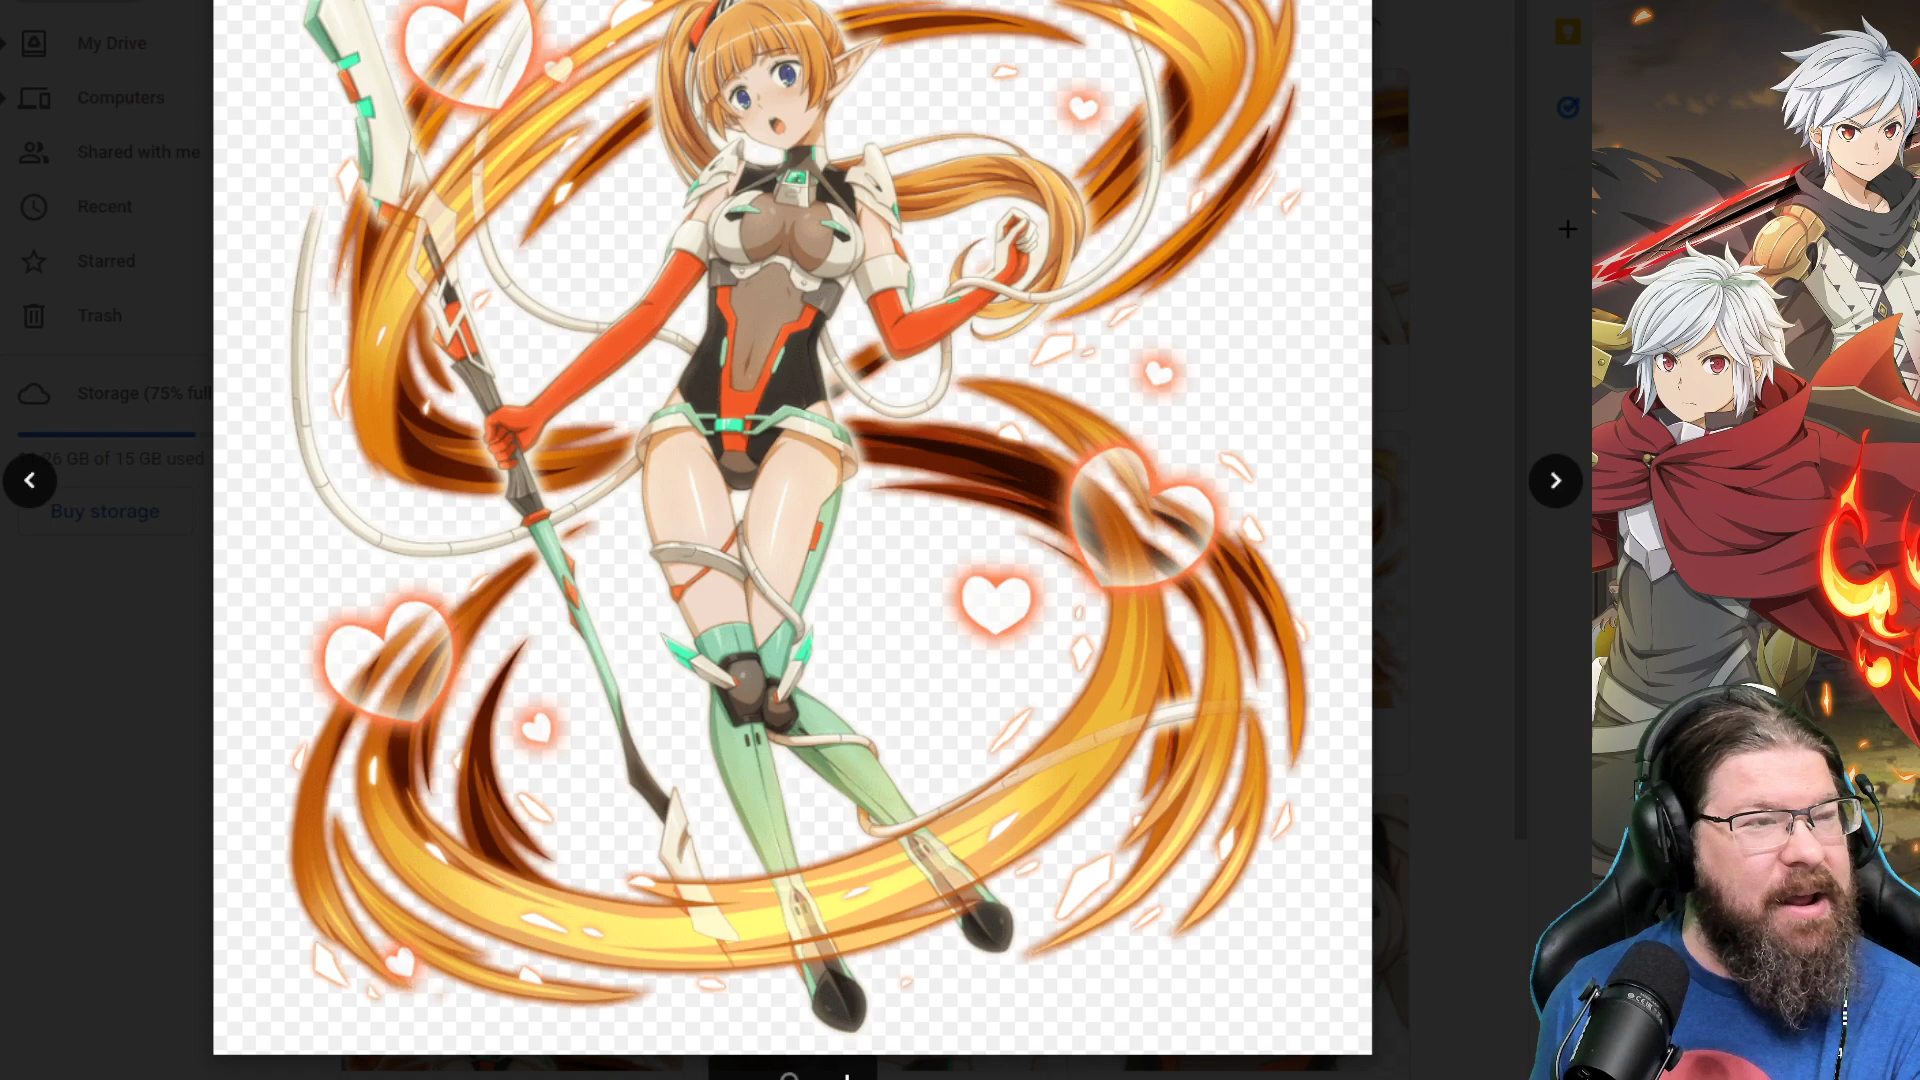 My Drive
Computers
Shared with me
Recent
Starred
Trash
Storage (75% full
26 GB of 15 GB used
Buy storage